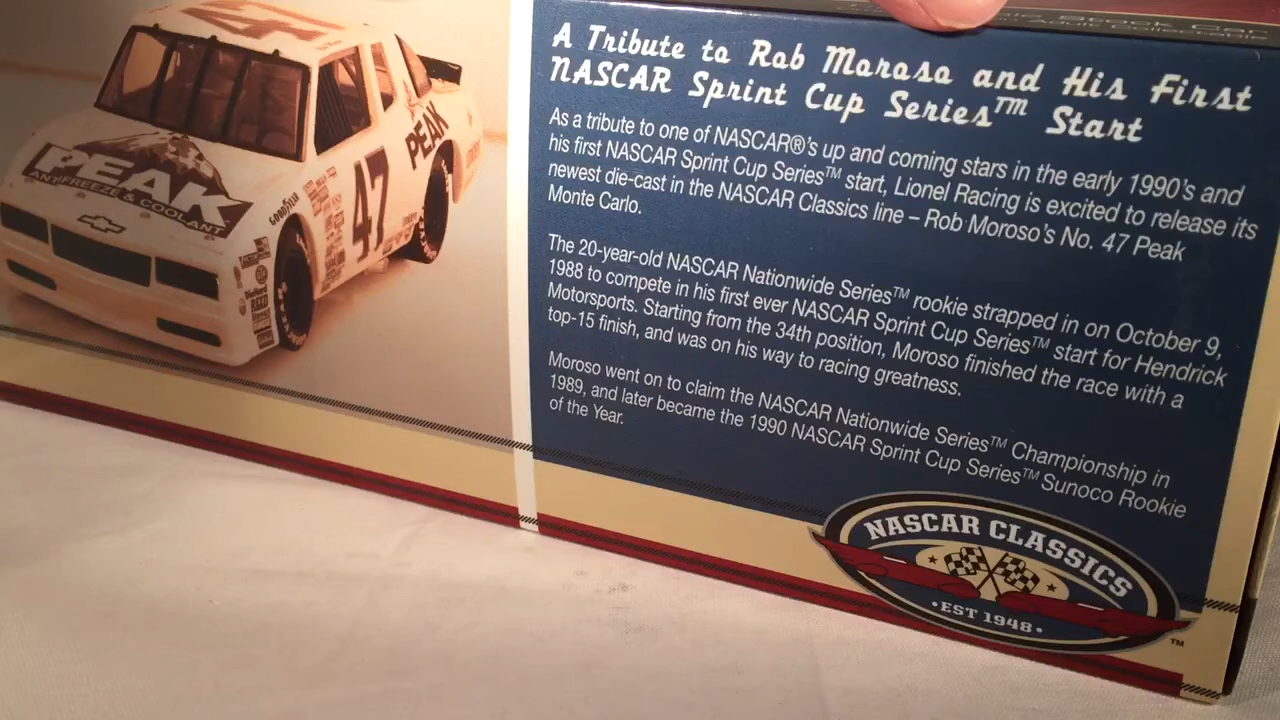 A Tribute to Rob Moroso and His First
NASCAR Sprint Cup Series™ Start
As a tribute to one of NASCAR®'s up and coming stars in the early 1990's and
his first NASCAR Sprint Cup Series™ start, Lionel Racing is excited to release its
newest die-cast in the NASCAR Classics line – Rob Moroso's No. 47 Peak
Monte Carlo.
The 20-year-old NASCAR Nationwide Series™ rookie strapped in on October 9,
1988 to compete in his first ever NASCAR Sprint Cup Series™ start for Hendrick
Motorsports. Starting from the 34th position, Moroso finished the race with a
top-15 finish, and was on his way to racing greatness.
Moroso went on to claim the NASCAR Nationwide Series™ Championship in
1989, and later became the 1990 NASCAR Sprint Cup Series™ Sunoco Rookie
of the Year.
NASCAR CLASSICS
•EST 1948•
TM
PEAK
ANTIFREEZE & COOLANT
47
PEAK
GOODYEAR
Stock Car
Adult Collectible